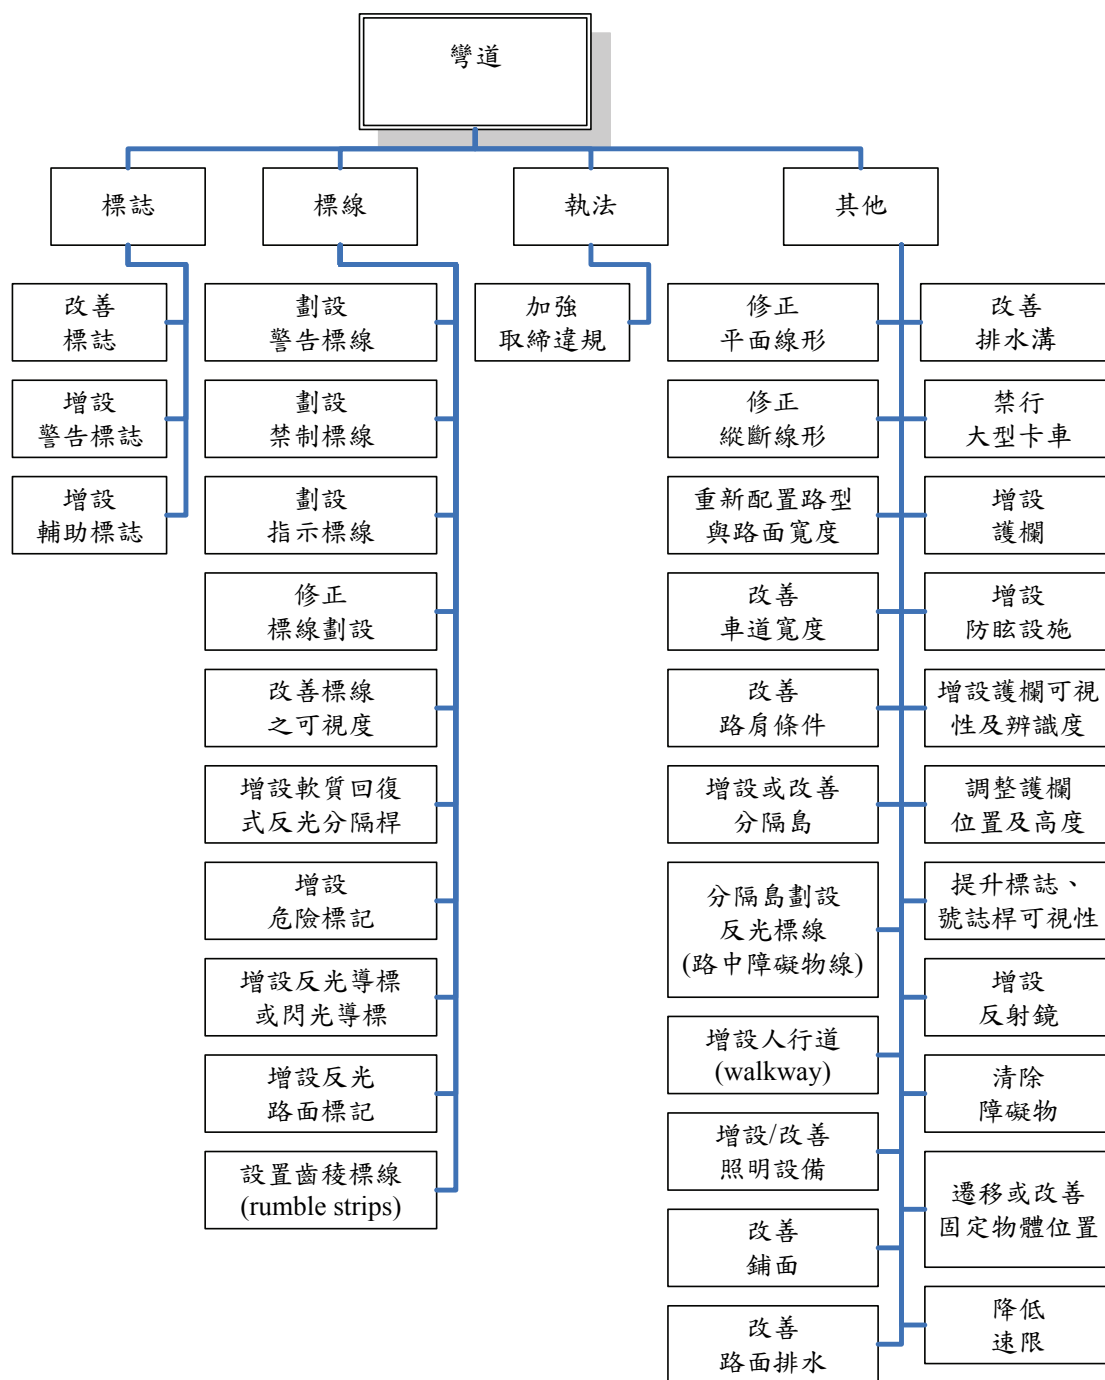 彎道
標誌
標線
執法
其他
改善
標誌
增設
警告標誌
增設
輔助標誌
劃設
警告標線
劃設
禁制標線
劃設
指示標線
修正
標線劃設
改善標線
之可視度
增設軟質回復
式反光分隔桿
增設
危險標記
增設反光導標
或閃光導標
增設反光
路面標記
設置齒稜標線
(rumble strips)
加強
取締違規
修正
平面線形
修正
縱斷線形
重新配置路型
與路面寬度
改善
車道寬度
改善
路肩條件
增設或改善
分隔島
分隔島劃設
反光標線
(路中障礙物線)
增設人行道
(walkway)
增設/改善
照明設備
改善
鋪面
改善
路面排水
改善
排水溝
禁行
大型卡車
增設
護欄
增設
防眩設施
增設護欄可視
性及辨識度
調整護欄
位置及高度
提升標誌、
號誌桿可視性
增設
反射鏡
清除
障礙物
遷移或改善
固定物體位置
降低
速限